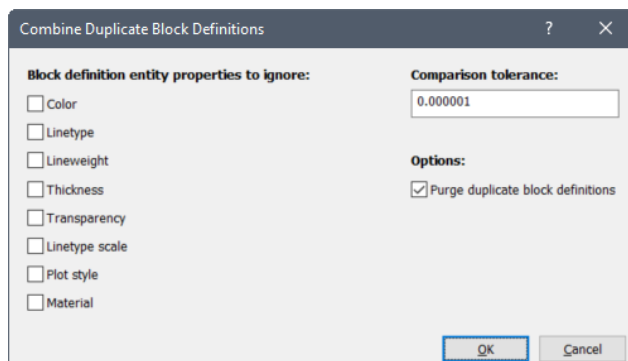 Combine Duplicate Block Definitions ?
Block definition entity properties to ignore:
Color
Linetype
Lineweight
Thickness
Transparency
Linetype scale
Plot style
Material
Comparison tolerance:
0.000001
Options:
Purge duplicate block definitions
OK Cancel